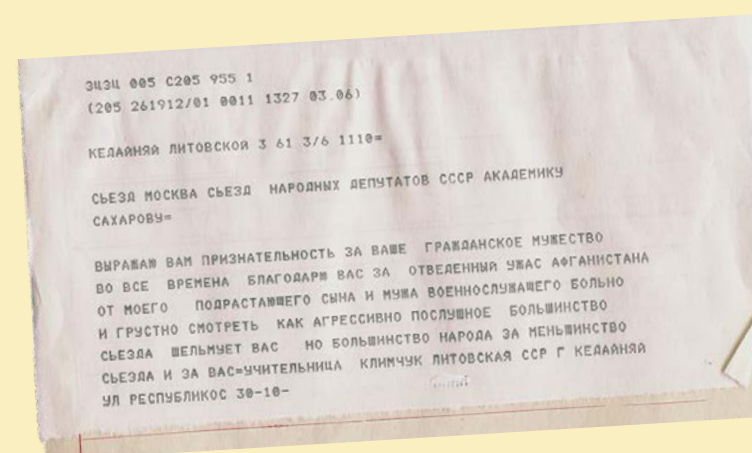 ЗЧЗЧ 005 С205 955 1
(205 261912/01 0011 1327 03.06)
КЕДАЙНЯЙ ЛИТОВСКОЙ 3 61 3/6 1110=
СЬЕЗД МОСКВА СЬЕЗД НАРОДНЫХ ДЕПУТАТОВ СССР АКАДЕМИКУ
САХАРОВУ=
ВЫРАЖАЮ ВАМ ПРИЗНАТЕЛЬНОСТЬ ЗА ВАШЕ ГРАЖДАНСКОЕ МУЖЕСТВО
ВО ВСЕ ВРЕМЕНА БЛАГОДАРЮ ВАС ЗА ОТВЕДЕННЫЙ УЖАС АФГАНИСТАНА
ОТ МОЕГО ПОДРАСТАЮЩЕГО СЫНА И МУЖА ВОЕННОСЛУЖАЩЕГО БОЛЬНО
И ГРУСТНО СМОТРЕТЬ КАК АГРЕССИВНО ПОСЛУШНОЕ БОЛЬШИНСТВО
СЬЕЗДА ШЕЛЬМУЕТ ВАС НО БОЛЬШИНСТВО НАРОДА ЗА МЕНЬШИНСТВО
СЬЕЗДА И ЗА ВАС=УЧИТЕЛЬНИЦА КЛИМЧУК ЛИТОВСКАЯ ССР Г КЕДАЙНЯЙ
УЛ РЕСПУБЛИКОС 30-10-